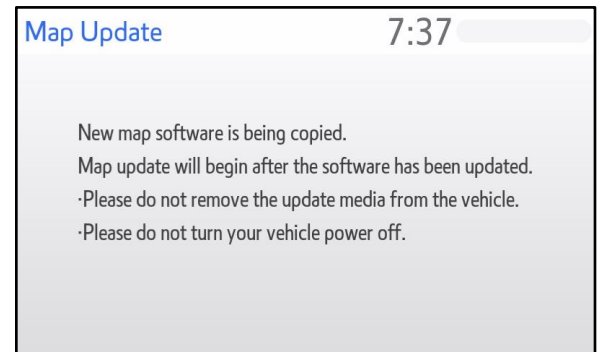 Map Update 7:37
New map software is being copied.
Map update will begin after the software has been updated.
·Please do not remove the update media from the vehicle.
·Please do not turn your vehicle power off.